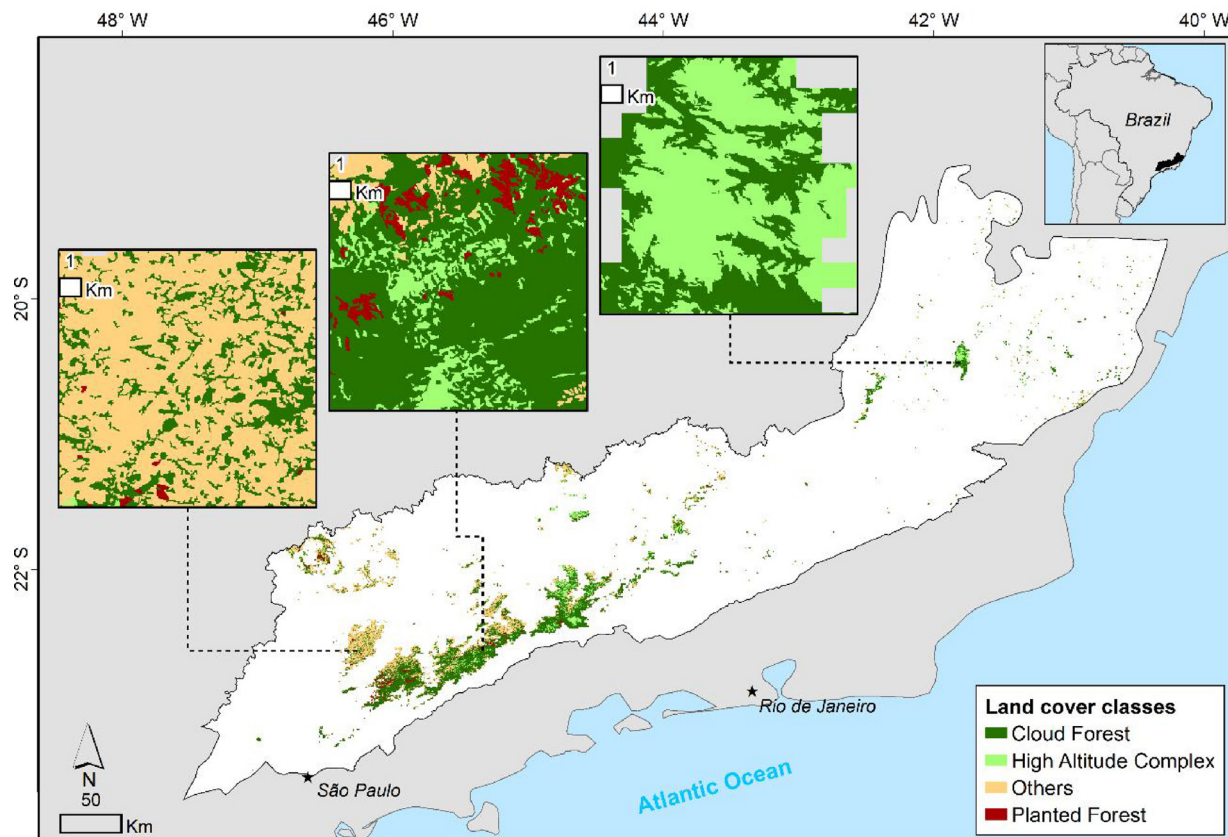 48° W
46° W
44° W
42° W
40° W
1
Km
Brazil
1
Km
1
Km
20° S
22° S
Rio de Janeiro
São Paulo
Atlantic Ocean
N
50
Km
Land cover classes
Cloud Forest
High Altitude Complex
Others
Planted Forest